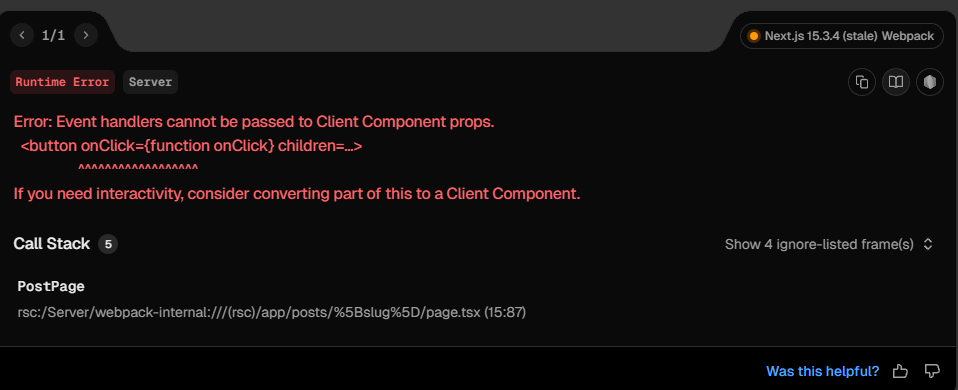 1/1
Next.js 15.3.4 (stale) Webpack
Runtime Error
Server
Error: Event handlers cannot be passed to Client Component props.
<button onClick={function onClick} children=...>
^^^^^^^^^^^^^^^^^^
If you need interactivity, consider converting part of this to a Client Component.
Call Stack 5
Show 4 ignore-listed frame(s)
PostPage
rsc:/Server/webpack-internal:///(rsc)/app/posts/%5Bslug%5D/page.tsx (15:87)
Was this helpful?